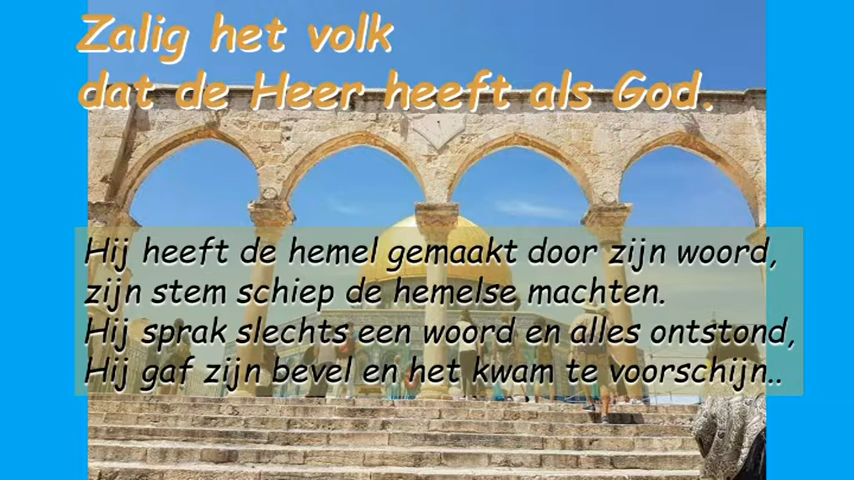 Zalig het volk
dat de Heer heeft als God.
Hij heeft de hemel gemaakt door zijn woord,
zijn stem schiep de hemelse machten.
Hij sprak slechts een woord en alles ontstond,
Hij gaf zijn bevel en het kwam te voorschijn..